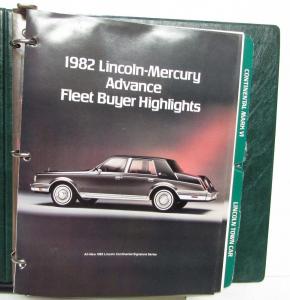 1982 Lincoln-Mercury
Advance
Fleet Buyer Highlights
All-New 1982 Lincoln Continental Signature Series
CONTINENTAL MARK VI
LINCOLN TOWN CAR